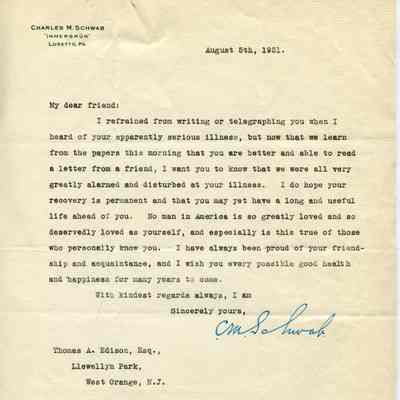 CHARLES M. SCHWAB
"IMMERGRÜN"
LORETTO, PA.
August 5th, 1931.
My dear friend:
I refrained from writing or telegraphing you when I
heard of your apparently serious illness, but now that we learn
from the papers this morning that you are better and able to read
a letter from a friend, I want you to know that we were all very
greatly alarmed and disturbed at your illness. I do hope your
recovery is permanent and that you may yet have a long and useful
life ahead of you. No man in America is so greatly loved and so
deservedly loved as yourself, and especially is this true of those
who personally know you. I have always been proud of your friend-
ship and acquaintance, and I wish you every possible good health
and happiness for many years to come.
With kindest regards always, I am
Sincerely yours,
C M Schwab
Thomas A. Edison, Esq.,
Llewellyn Park,
West Orange, N.J.